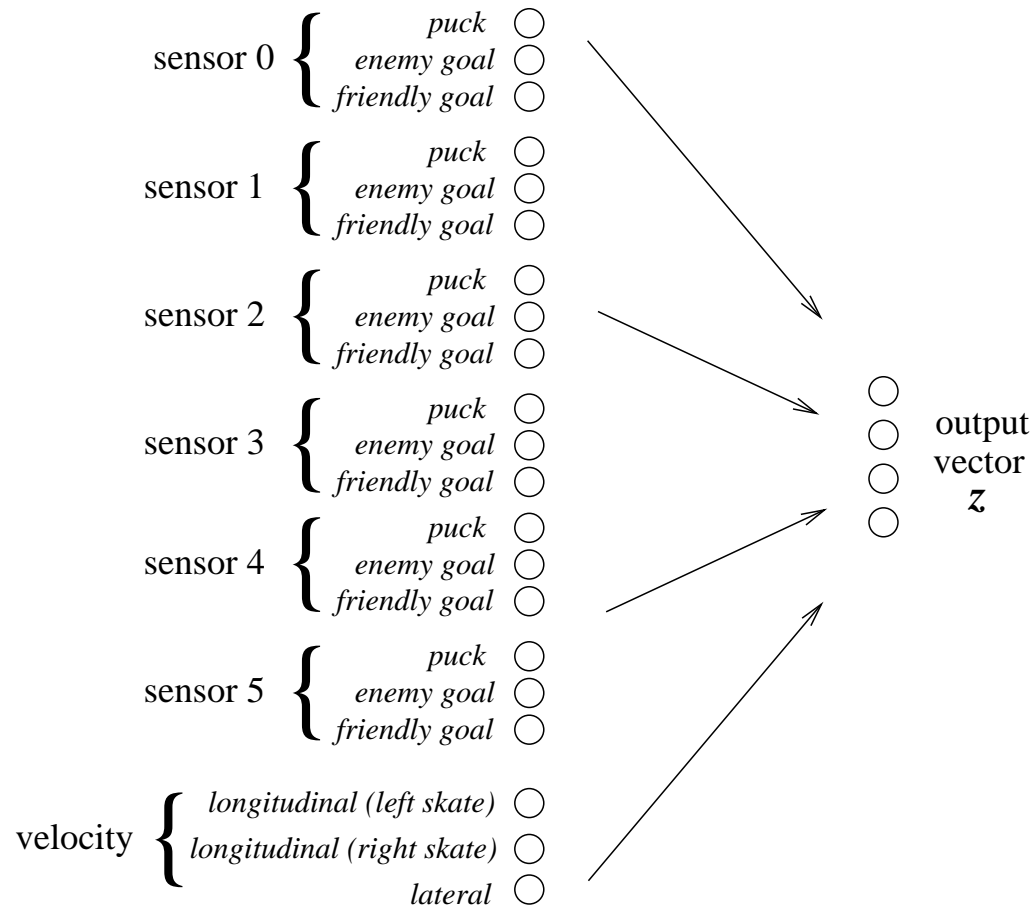 puck
sensor 0 { enemy goal
friendly goal
puck
sensor 1 { enemy goal
friendly goal
puck
sensor 2 { enemy goal
friendly goal
puck
sensor 3 { enemy goal
friendly goal
puck
sensor 4 { enemy goal
friendly goal
puck
sensor 5 { enemy goal
friendly goal
longitudinal (left skate)
velocity { longitudinal (right skate)
lateral
output
vector
z